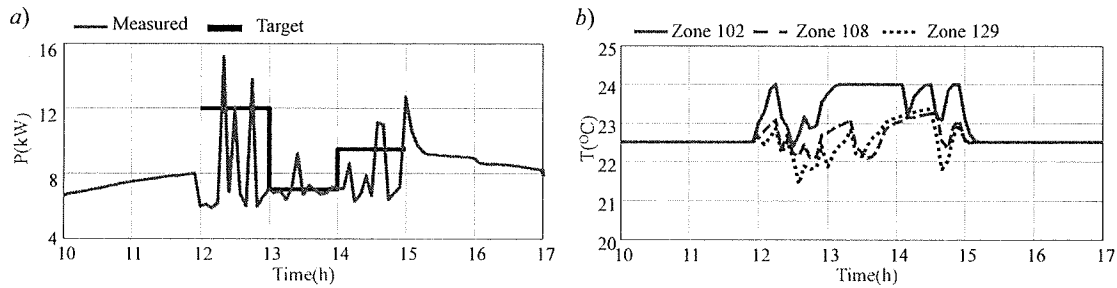 a)
Measured
Target
16
12
8
4
P(kW)
10 11 12 13 14 15 16 17
Time(h)
b)
Zone 102
Zone 108
Zone 129
25
24
23
22
21
20
T(°C)
10 11 12 13 14 15 16 17
Time(h)